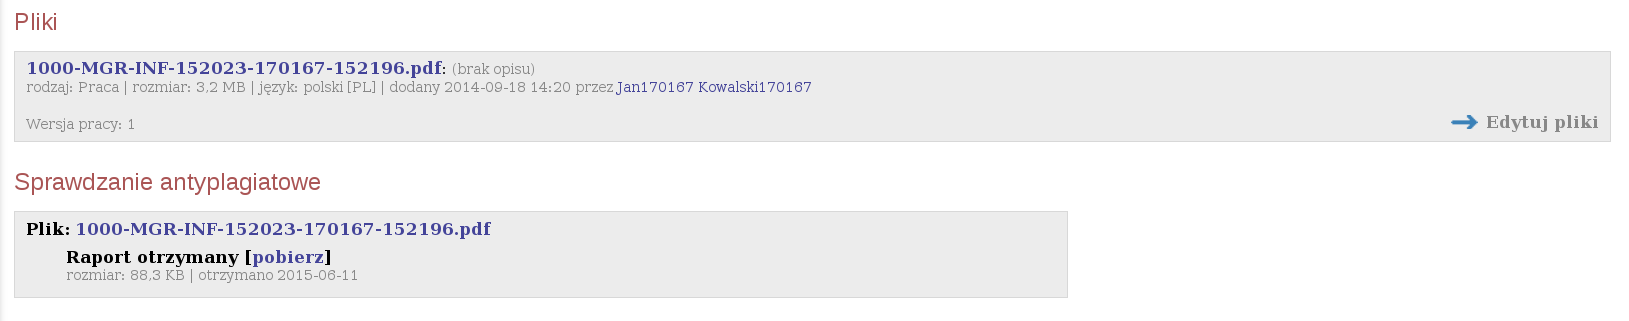 Pliki
1000-MGR-INF-152023-170167-152196.pdf: (brak opisu)
rodzaj: Praca | rozmiar: 3,2 MB | język: polski [PL] | dodany 2014-09-18 14:20 przez Jan170167 Kowalski170167
Wersja pracy: 1
Edytuj pliki
Sprawdzanie antyplagiatowe
Plik: 1000-MGR-INF-152023-170167-152196.pdf
Raport otrzymany [pobierz]
rozmiar: 88,3 KB | otrzymano 2015-06-11